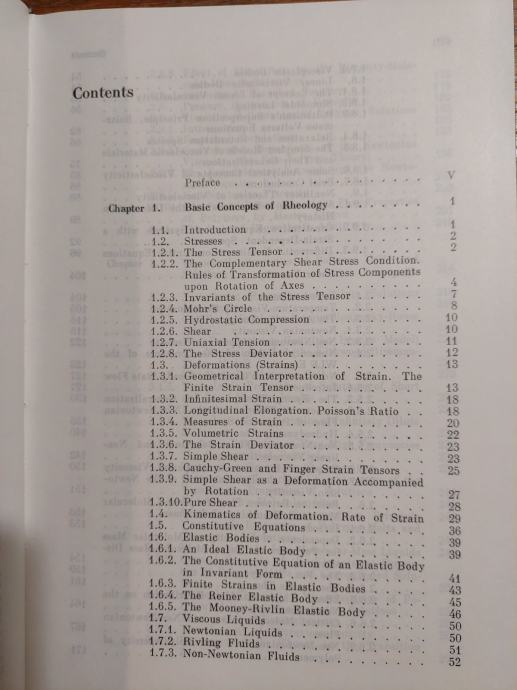 Contents
Preface . . . . . . . . . . . . . . . . V
Chapter 1. Basic Concepts of Rheology . . . . . . . . 1
1.1. Introduction . . . . . . . . . . . . . 1
1.2. Stresses . . . . . . . . . . . . . . . 2
1.2.1. The Stress Tensor . . . . . . . . . . 2
1.2.2. The Complementary Shear Stress Condition.
Rules of Transformation of Stress Components
upon Rotation of Axes . . . . . . . . 4
1.2.3. Invariants of the Stress Tensor . . . . . . 7
1.2.4. Mohr's Circle . . . . . . . . . . . . 8
1.2.5. Hydrostatic Compression . . . . . . . . 10
1.2.6. Shear . . . . . . . . . . . . . . . 10
1.2.7. Uniaxial Tension . . . . . . . . . . . 11
1.2.8. The Stress Deviator . . . . . . . . . . 12
1.3. Deformations (Strains) . . . . . . . . . 13
1.3.1. Geometrical Interpretation of Strain. The
Finite Strain Tensor . . . . . . . . . 13
1.3.2. Infinitesimal Strain . . . . . . . . . . 18
1.3.3. Longitudinal Elongation. Poisson's Ratio . . 18
1.3.4. Measures of Strain . . . . . . . . . . 20
1.3.5. Volumetric Strains . . . . . . . . . . 22
1.3.6. The Strain Deviator . . . . . . . . . . 23
1.3.7. Simple Shear . . . . . . . . . . . . 23
1.3.8. Cauchy-Green and Finger Strain Tensors . . 25
1.3.9. Simple Shear as a Deformation Accompanied
by Rotation . . . . . . . . . . . . 27
1.3.10. Pure Shear . . . . . . . . . . . . . 28
1.4. Kinematics of Deformation. Rate of Strain 29
1.5. Constitutive Equations . . . . . . . . . 36
1.6. Elastic Bodies . . . . . . . . . . . . 39
1.6.1. An Ideal Elastic Body . . . . . . . . . 39
1.6.2. The Constitutive Equation of an Elastic Body
in Invariant Form . . . . . . . . . . 41
1.6.3. Finite Strains in Elastic Bodies . . . . . 43
1.6.4. The Reiner Elastic Body . . . . . . . . 45
1.6.5. The Mooney-Rivlin Elastic Body . . . . . 46
1.7. Viscous Liquids . . . . . . . . . . . 50
1.7.1. Newtonian Liquids . . . . . . . . . . 50
1.7.2. Rivling Fluids . . . . . . . . . . . . 51
1.7.3. Non-Newtonian Fluids . . . . . . . . . 52